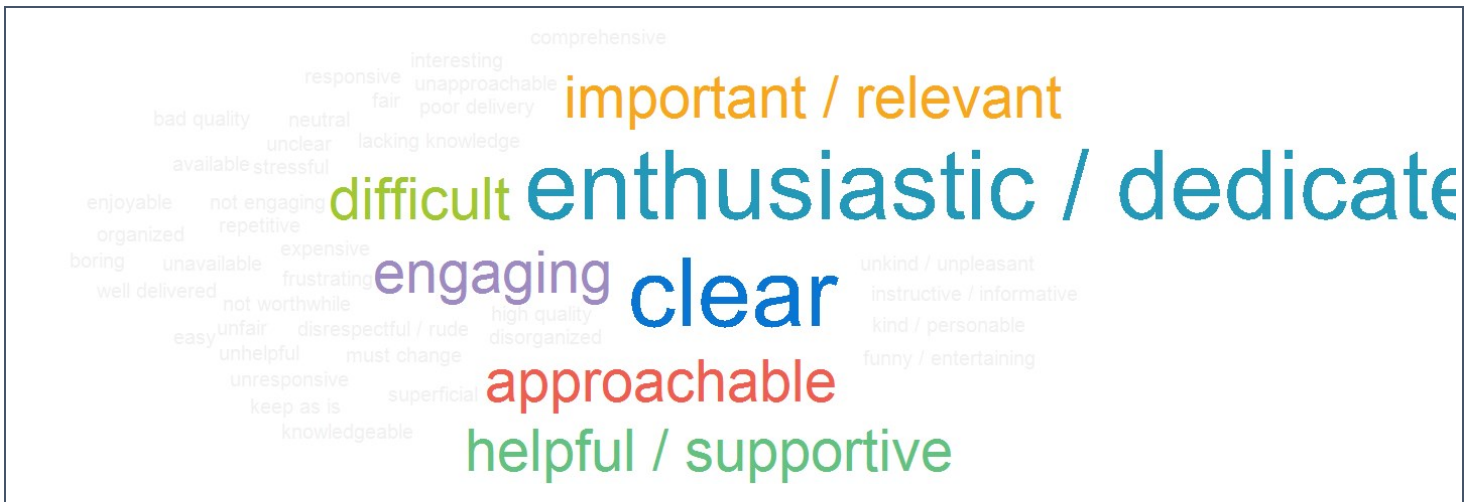 comprehensive
interesting
responsive unapproachable
fair poor delivery
important / relevant
bad quality neutral
unclear lacking knowledge
available stressful
enthusiastic / dedicate
difficult
enjoyable not engaging
repetitive
organized
expensive
boring unavailable
frustrating
engaging
clear
unkind / unpleasant
well delivered
instructive / informative
not worthwhile
high quality
kind / personable
unfair disrespectful / rude
easy
disorganized
unhelpful must change
funny / entertaining
unresponsive
superficial
approachable
keep as is
knowledgeable
helpful / supportive